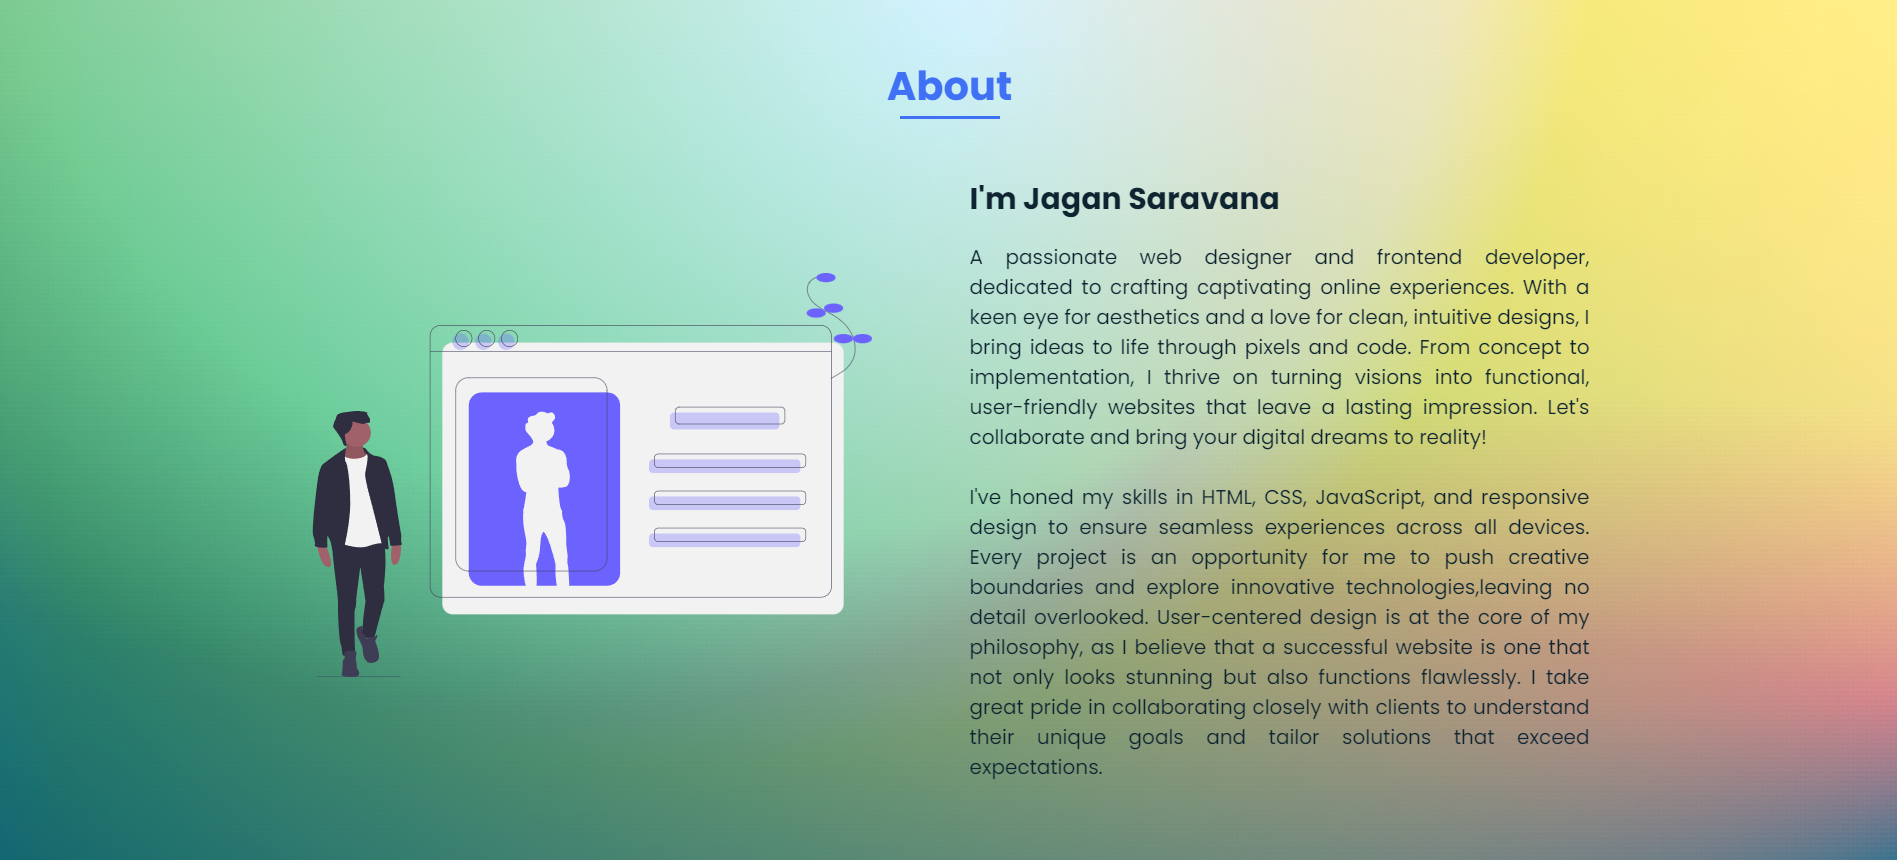 About
I'm Jagan Saravana
A passionate web designer and frontend developer,
dedicated to crafting captivating online experiences. With a
keen eye for aesthetics and a love for clean, intuitive designs, I
bring ideas to life through pixels and code. From concept to
implementation, I thrive on turning visions into functional,
user-friendly websites that leave a lasting impression. Let's
collaborate and bring your digital dreams to reality!
I've honed my skills in HTML, CSS, JavaScript, and responsive
design to ensure seamless experiences across all devices.
Every project is an opportunity for me to push creative
boundaries and explore innovative technologies,leaving no
detail overlooked. User-centered design is at the core of my
philosophy, as I believe that a successful website is one that
not only looks stunning but also functions flawlessly. I take
great pride in collaborating closely with clients to understand
their unique goals and tailor solutions that exceed
expectations.